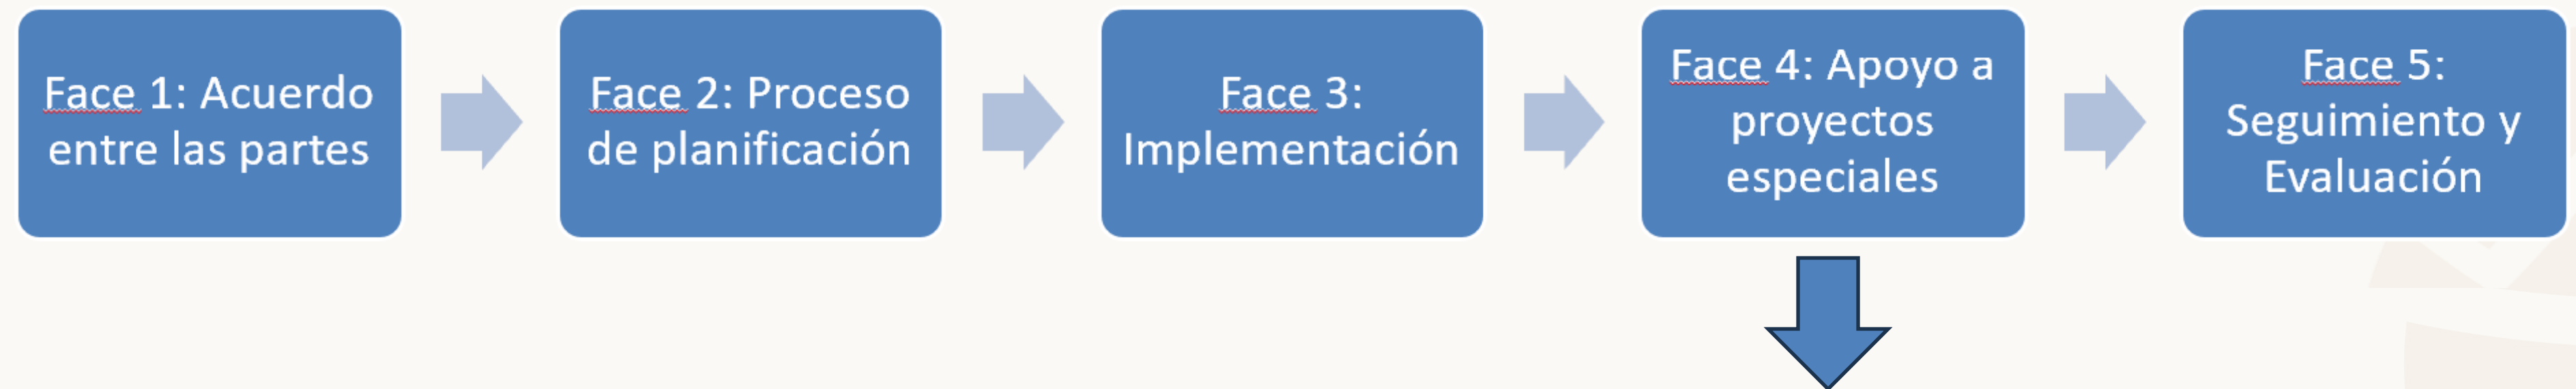 Face 1: Acuerdo
entre las partes
Face 2: Proceso
de planificación
Face 3:
Implementación
Face 4: Apoyo a
proyectos
especiales
Face 5:
Seguimiento y
Evaluación